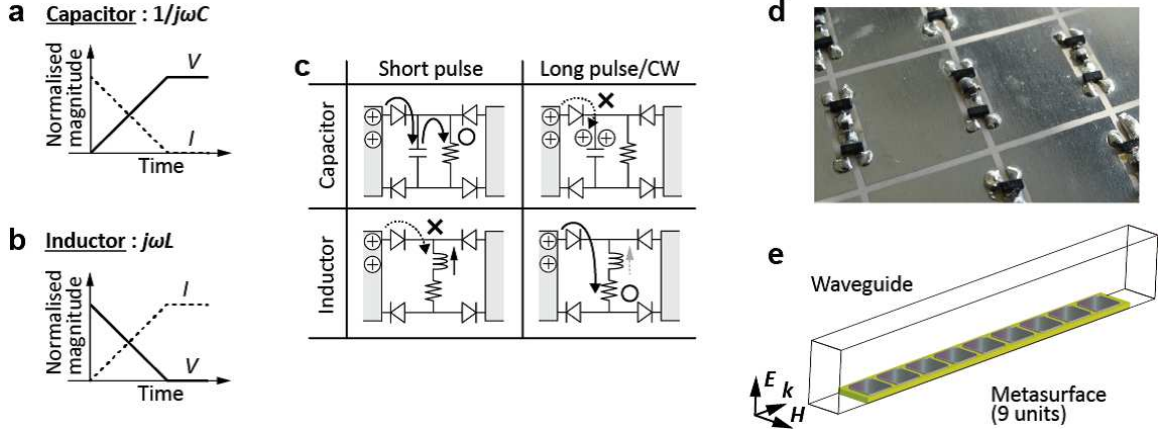 a
Capacitor : 1/jωC
Normalised
magnitude
V
I
Time
b
Inductor : jωL
Normalised
magnitude
I
V
Time
c
Short pulse
Long pulse/CW
Capacitor
Inductor
d
e
Waveguide
E
k
H
Metasurface
(9 units)